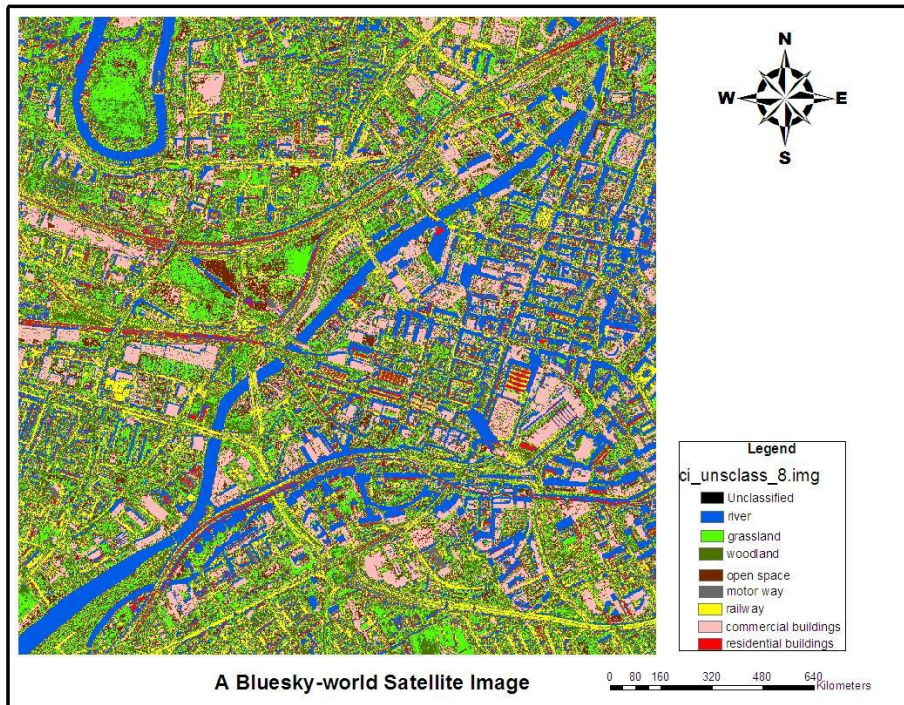 N
W E
S
Legend
ci_unsclass_8.img
Unclassified
river
grassland
woodland
open space
motor way
railway
commercial buildings
residential buildings
A Bluesky-world Satellite Image
0 80 160 320 480 640
Kilometers